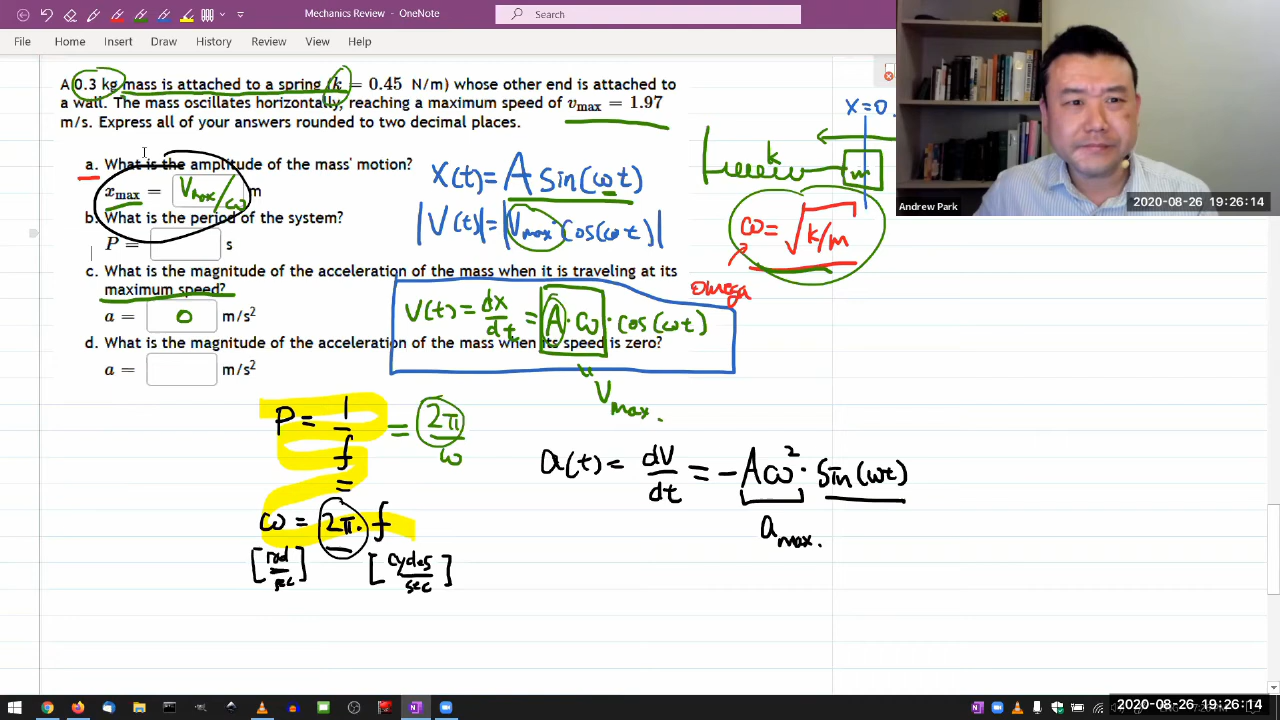 Mechanics Review - OneNote
Search
File Home Insert Draw History Review View Help
A 0.3 kg mass is attached to a spring (k = 0.45 N/m) whose other end is attached to
a wall. The mass oscillates horizontally, reaching a maximum speed of vmax = 1.97
m/s. Express all of your answers rounded to two decimal places.
a. What is the amplitude of the mass' motion?
xmax = Vmax/ω m
b. What is the period of the system?
P = s
c. What is the magnitude of the acceleration of the mass when it is traveling at its
maximum speed?
a = 0 m/s²
d. What is the magnitude of the acceleration of the mass when its speed is zero?
a = m/s²
X(t) = A sin(ωt)
|V(t)| = |Vmax · cos(ωt)|
V(t) = dx/dt = A · ω · cos(ωt)
Vmax.
X=0.
k
m
ω = √k/m
Omega
P = 1/f = 2π/ω
ω = 2π · f
[rad/sec] [cycles/sec]
a(t) = dV/dt = -Aω² · sin(ωt)
amax.
Andrew Park
2020-08-26 19:26:14
2020-08-26 19:26:14